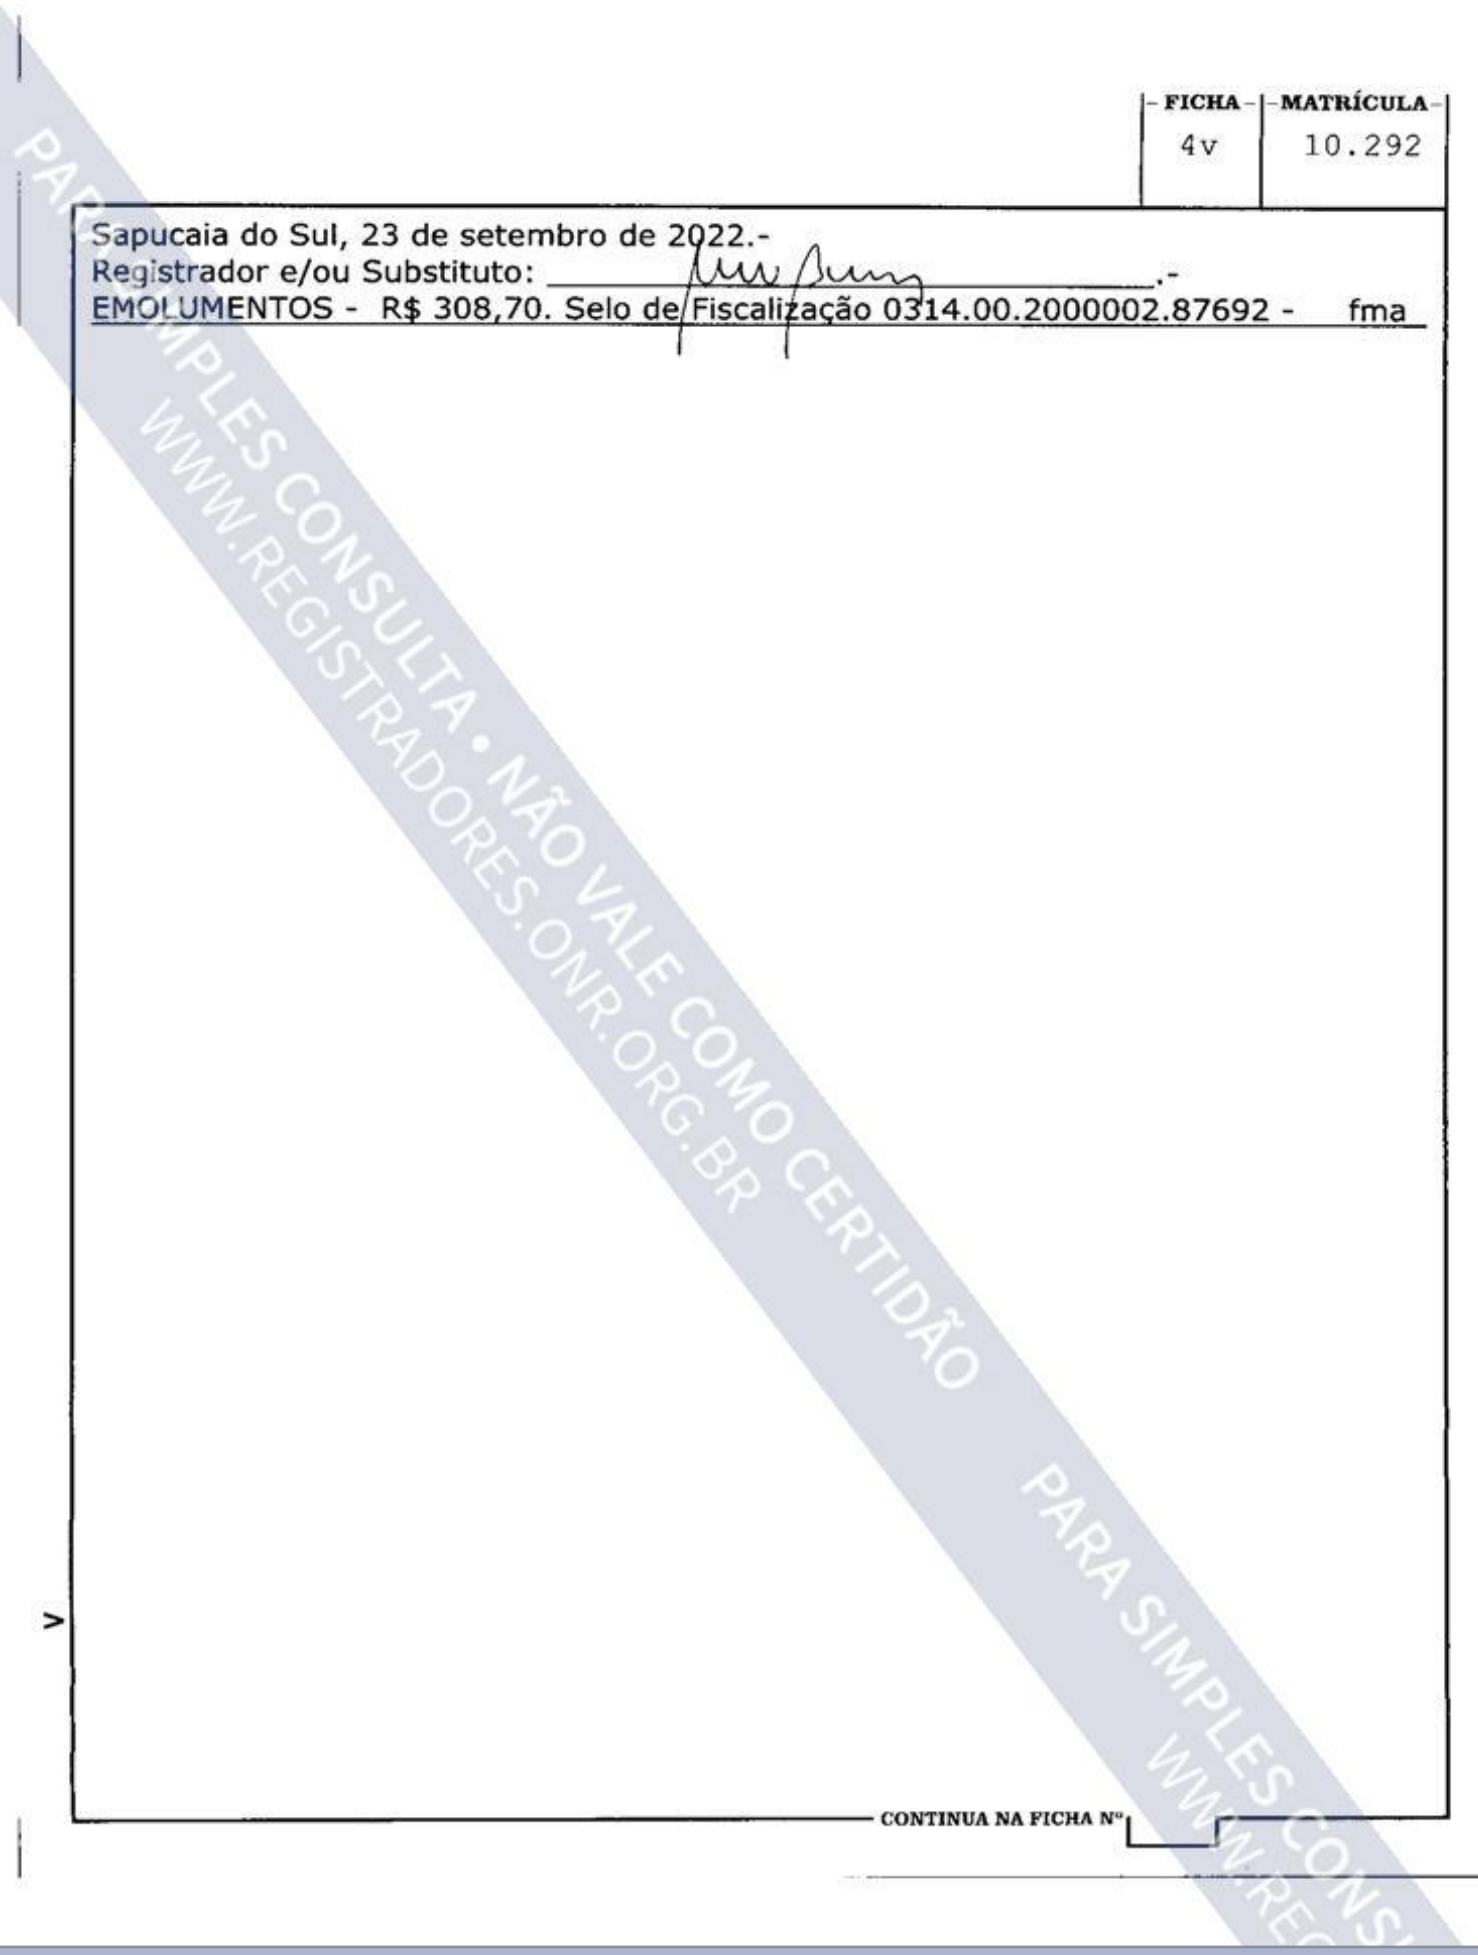 FICHA
MATRÍCULA
4v
10.292
Sapucaia do Sul, 23 de setembro de 2022.-
Registrador e/ou Substituto: .-
EMOLUMENTOS - R$ 308,70. Selo de Fiscalização 0314.00.2000002.87692 - fma
PARA SIMPLES CONSULTA • NÃO VALE COMO CERTIDÃO
WWW.REGISTRADORES.ONR.ORG.BR
PARA SIMPLES CONSU
WWW.REG
V
CONTINUA NA FICHA Nº